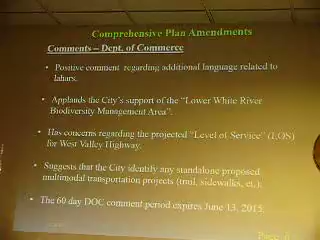 Comprehensive Plan Amendments
Comments – Dept. of Commerce
• Positive comment regarding additional language related to
lahars.
• Applauds the City's support of the "Lower White River
Biodiversity Management Area".
• Has concerns regarding the projected "Level of Service" (LOS)
for West Valley Highway.
• Suggests that the City identify any standalone proposed
multimodal transportation projects (trail, sidewalks, et.).
• The 60 day DOC comment period expires June 13, 2015.
Page